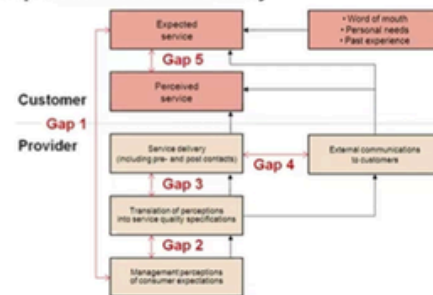 Expected
service
• Word of mouth
• Personal needs
• Past experience
Gap 5
Perceived
service
Customer
Gap 1
Provider
Service delivery
(including pre- and post contacts)
Gap 4
External communications
to customers
Gap 3
Translation of perceptions
into service quality specifications
Gap 2
Management perceptions
of consumer expectations